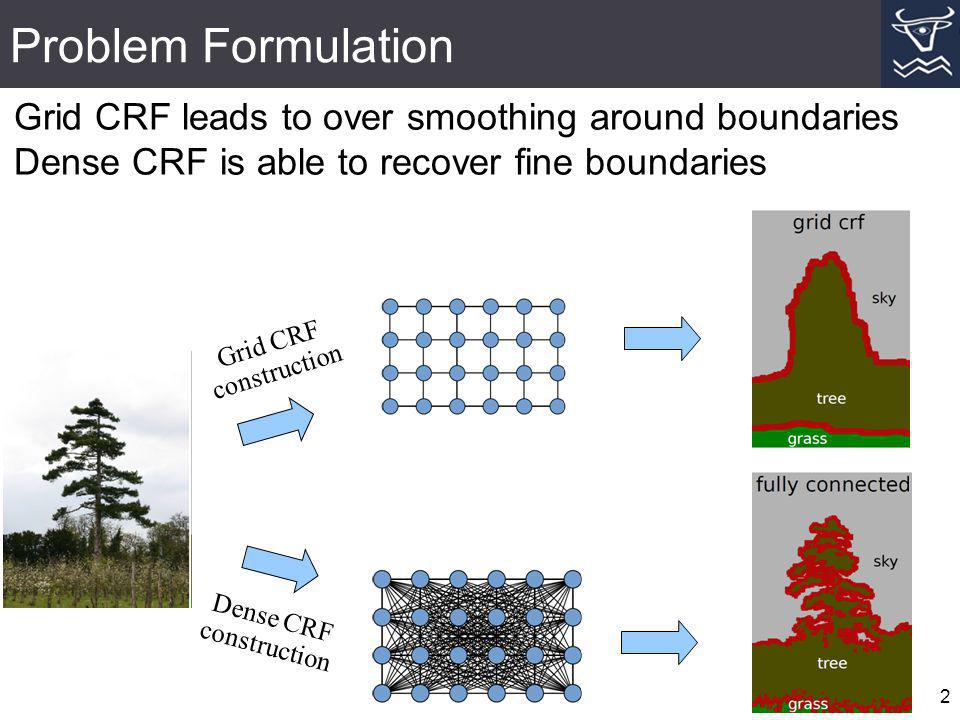 Problem Formulation
Grid CRF leads to over smoothing around boundaries
Dense CRF is able to recover fine boundaries
Grid CRF
construction
grid crf
sky
tree
grass
Dense CRF
construction
fully connected
sky
tree
grass
2